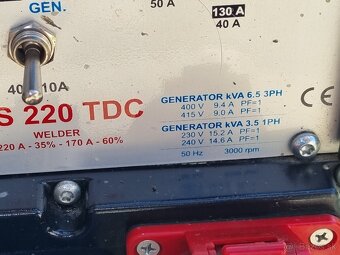 GEN.
50 A
130 A
40 A
40
10A
S 220 TDC
WELDER
220 A - 35% - 170 A - 60%
GENERATOR kVA 6.5 3PH
400 V 9.4 A PF=1
415 V 9,0 A PF=1
GENERATOR kVA 3.5 1PH
230 V 15.2 A PF=1
240 V 14.6 A PF=1
50 Hz 3000 rpm
CE